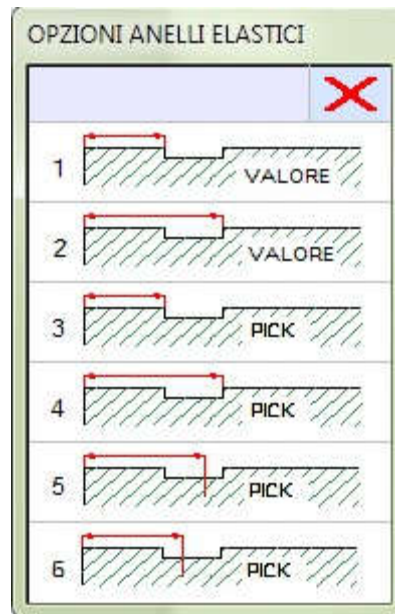 OPZIONI ANELLI ELASTICI
1 VALORE
2 VALORE
3 PICK
4 PICK
5 PICK
6 PICK